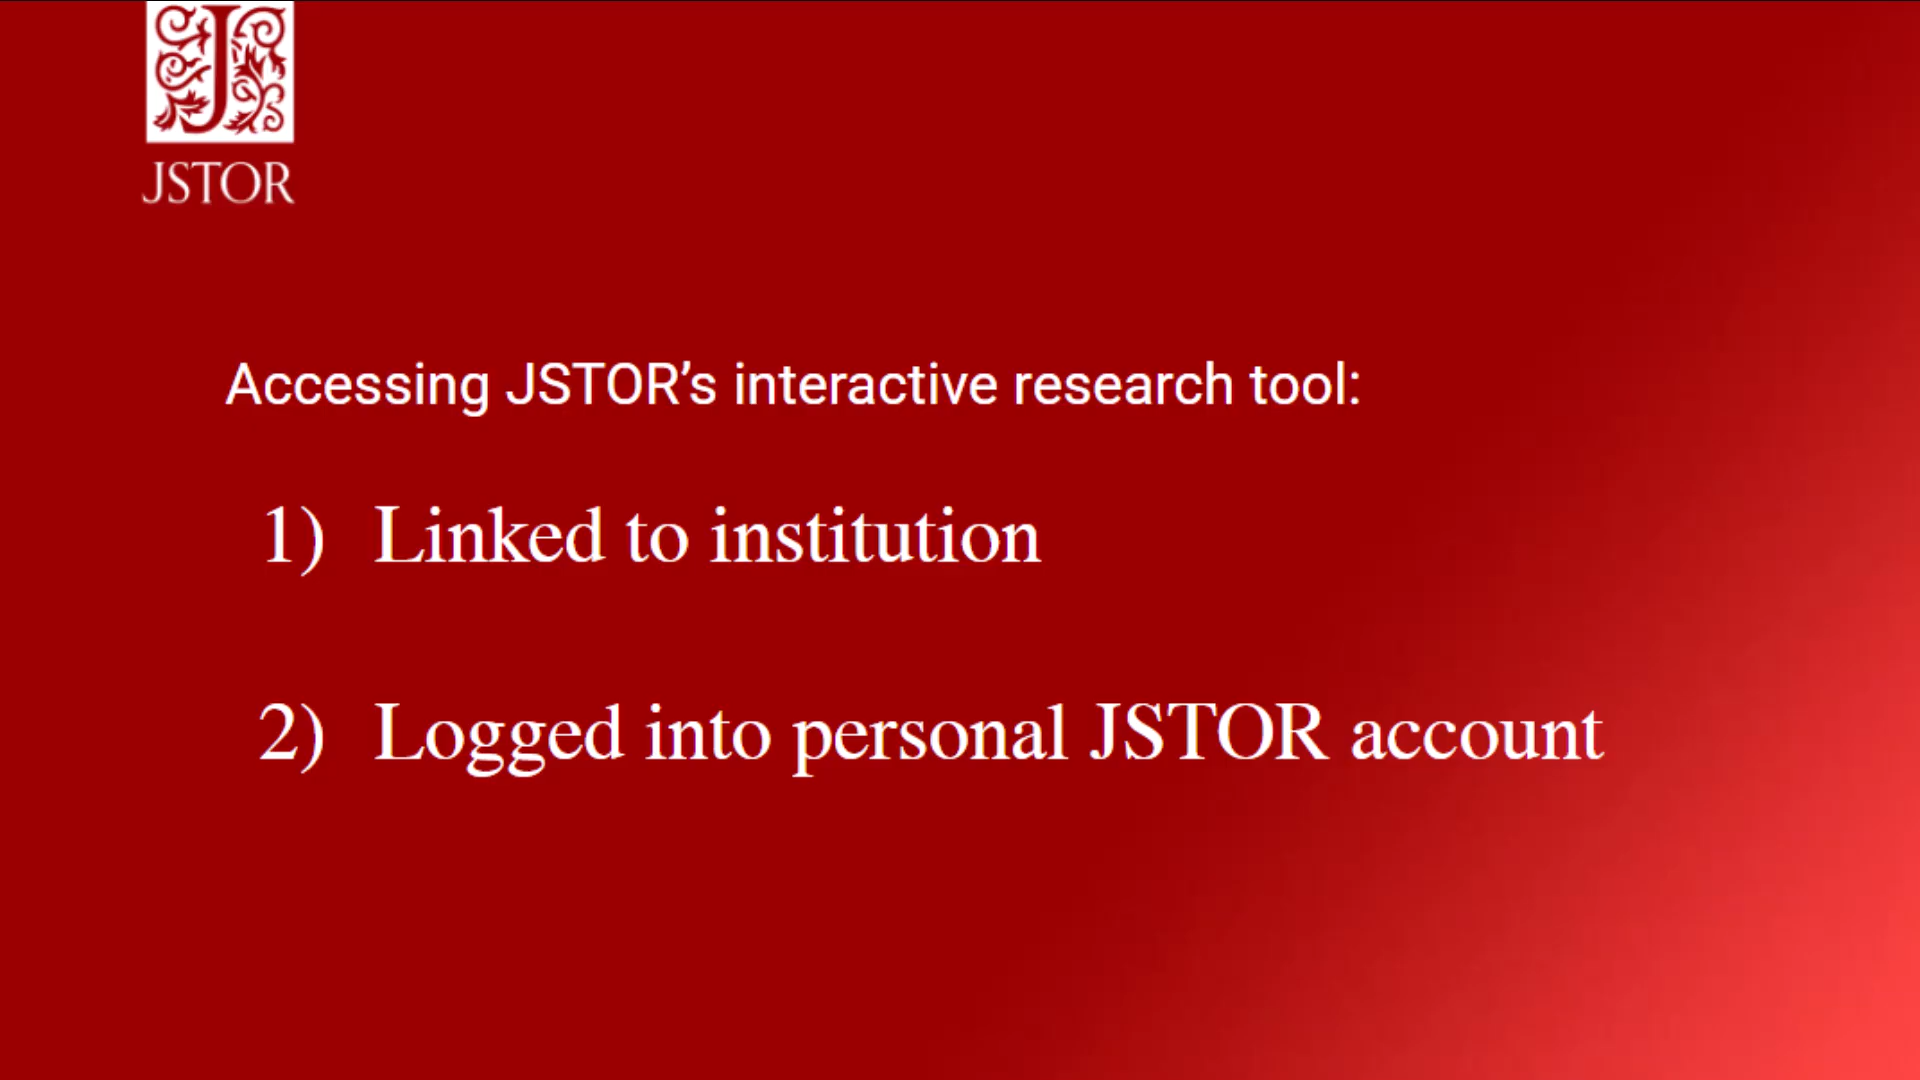 JSTOR
Accessing JSTOR’s interactive research tool:
1) Linked to institution
2) Logged into personal JSTOR account